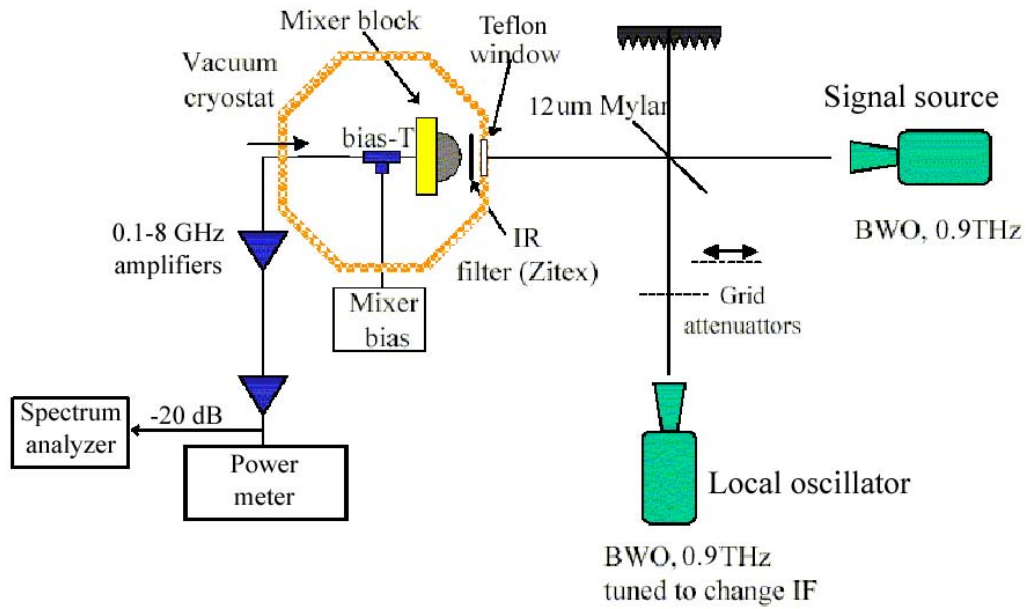 Mixer block
Teflon
window
Vacuum
cryostat
12um Mylar
Signal source
bias-T
BWO, 0.9THz
0.1-8 GHz
amplifiers
IR
filter (Zitex)
Grid
attenuattors
Mixer
bias
Spectrum
analyzer
-20 dB
Power
meter
Local oscillator
BWO, 0.9THz
tuned to change IF